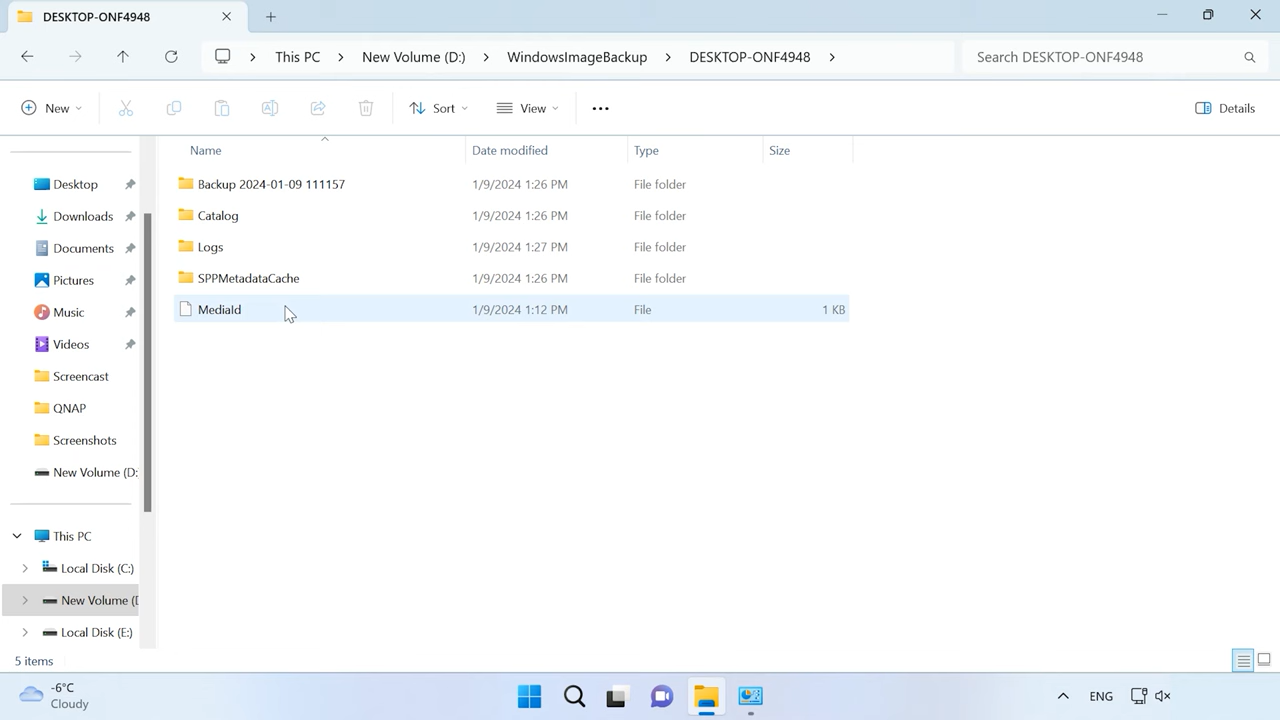 DESKTOP-ONF4948
This PC > New Volume (D:) > WindowsImageBackup > DESKTOP-ONF4948 >
Search DESKTOP-ONF4948
New
Sort
View
Details
Name Date modified Type Size
Desktop
Downloads
Documents
Pictures
Music
Videos
Screencast
QNAP
Screenshots
New Volume (D:
This PC
Local Disk (C:)
New Volume (D
Local Disk (E:)
Backup 2024-01-09 111157 1/9/2024 1:26 PM File folder
Catalog 1/9/2024 1:26 PM File folder
Logs 1/9/2024 1:27 PM File folder
SPPMetadataCache 1/9/2024 1:26 PM File folder
MediaId 1/9/2024 1:12 PM File 1 KB
5 items
-6°C
Cloudy
ENG